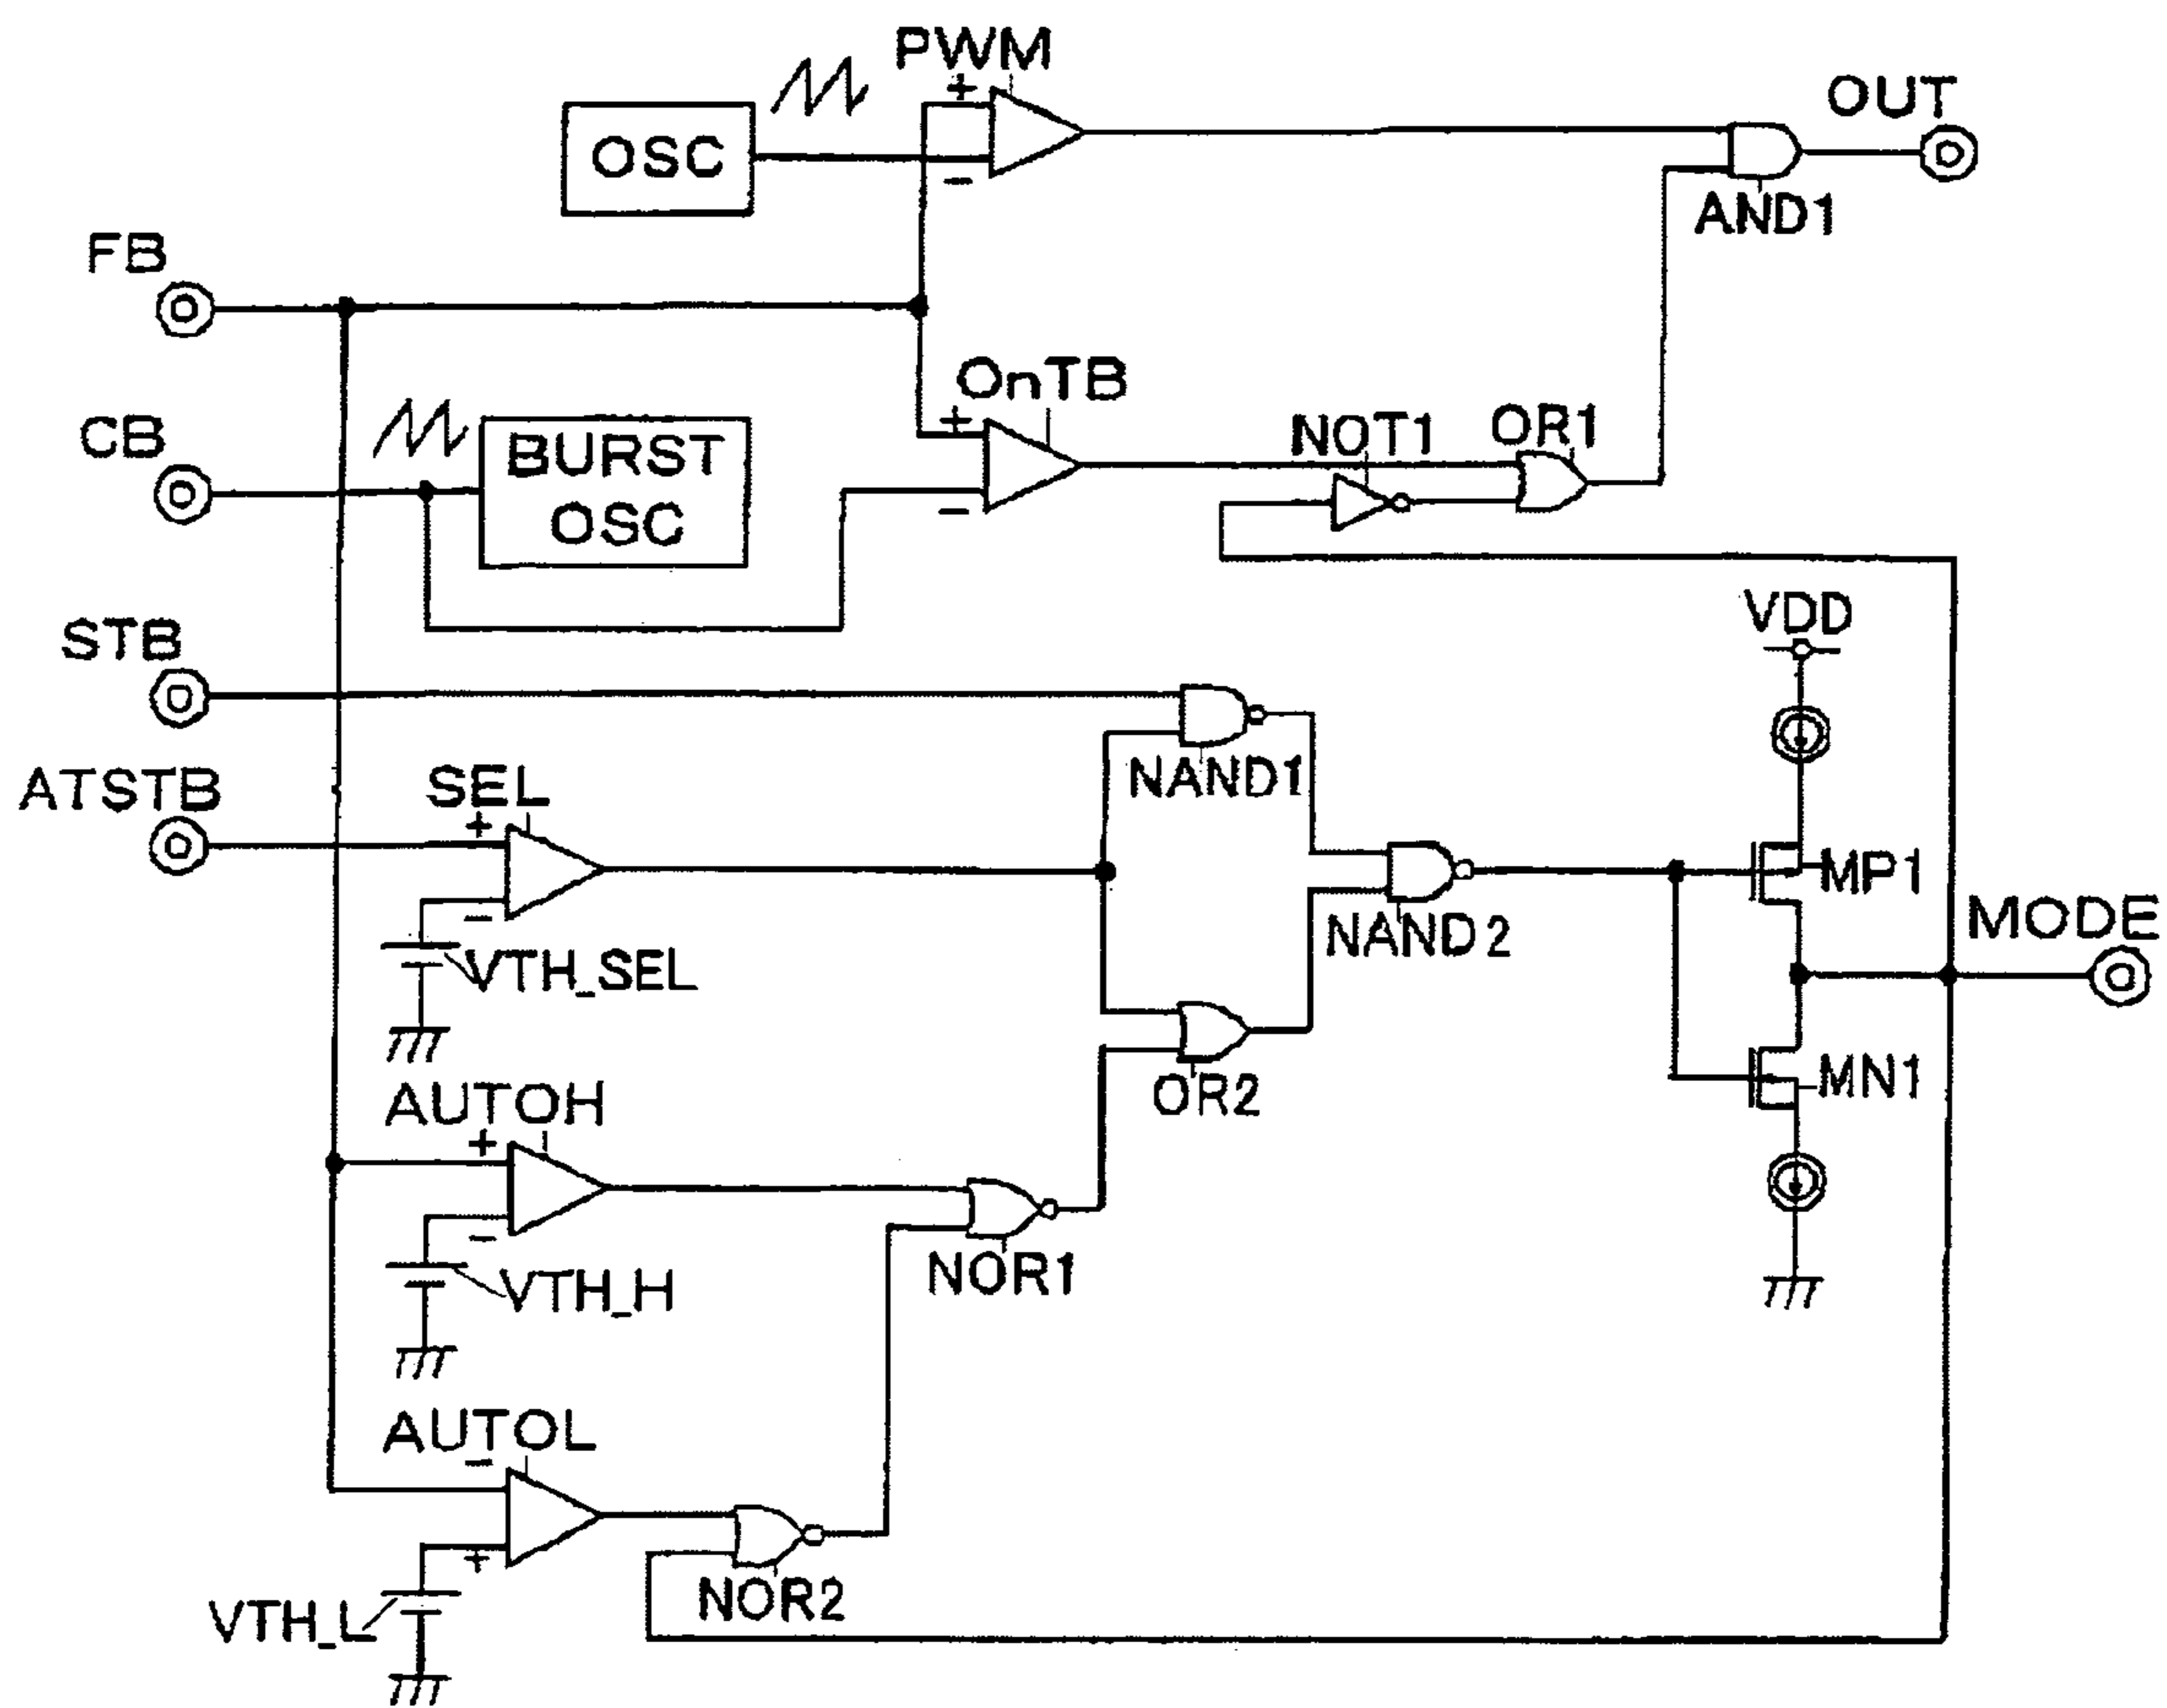 PWM
+
OSC
-
OUT
AND1
FB
OnTB
+
-
NOT1
OR1
CB
BURST
OSC
STB
VDD
ATSTB
SEL
+
-
VTH_SEL
NAND1
NAND2
MP1
MODE
AUTOH
+
-
VTH_H
OR2
MN1
NOR1
AUTOL
-
+
VTH_L
NOR2